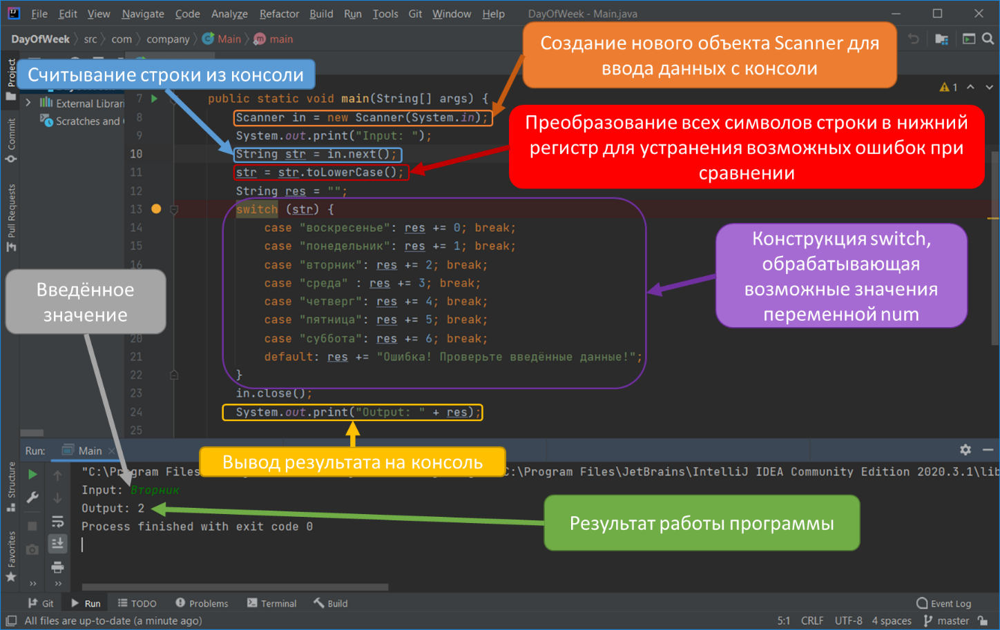 File Edit View Navigate Code Analyze Refactor Build Run Tools Git Window Help DayOfWeek - Main.java
DayOfWeek src com company Main main
Создание нового объекта Scanner для
ввода данных с консоли
Считывание строки из консоли
Project
External Librari
Scratches and
Commit
Pull Requests
1
7 public static void main(String[] args) {
8 Scanner in = new Scanner(System.in);
9 System.out.print("Input: ");
10 String str = in.next();
11 str = str.toLowerCase();
12 String res = "";
13 switch (str) {
14 case "воскресенье": res += 0; break;
15 case "понедельник": res += 1; break;
16 case "вторник": res += 2; break;
case "среда" : res += 3; break;
case "четверг": res += 4; break;
case "пятница": res += 5; break;
20 case "суббота": res += 6; break;
21 default: res += "Ошибка! Проверьте введённые данные!";
22 }
23 in.close();
24 System.out.print("Output: " + res);
25
Преобразование всех символов строки в нижний
регистр для устранения возможных ошибок при
сравнении
Конструкция switch,
обрабатывающая
возможные значения
переменной num
Введённое
значение
Вывод результата на консоль
Run: Main
Structure
Favorites
"C:\Program Files :\Program Files\JetBrains\IntelliJ IDEA Community Edition 2020.3.1\lib
Input: Вторник
Output: 2
Process finished with exit code 0
Результат работы программы
Git Run TODO Problems Terminal Build Event Log
All files are up-to-date (a minute ago) 5:1 CRLF UTF-8 4 spaces master